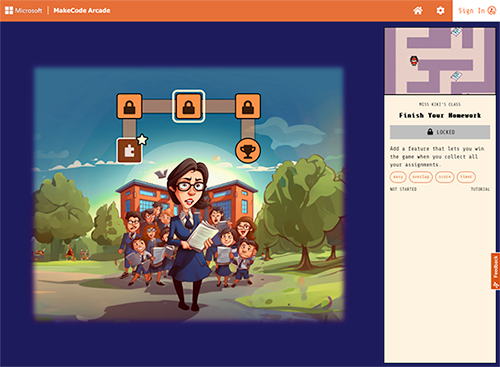 Microsoft | MakeCode Arcade
Sign In
MISS KIKI'S CLASS
Finish Your Homework
LOCKED
Add a feature that lets you win
the game when you collect all
your assignments.
easy overlap score timer
NOT STARTED TUTORIAL
Feedback